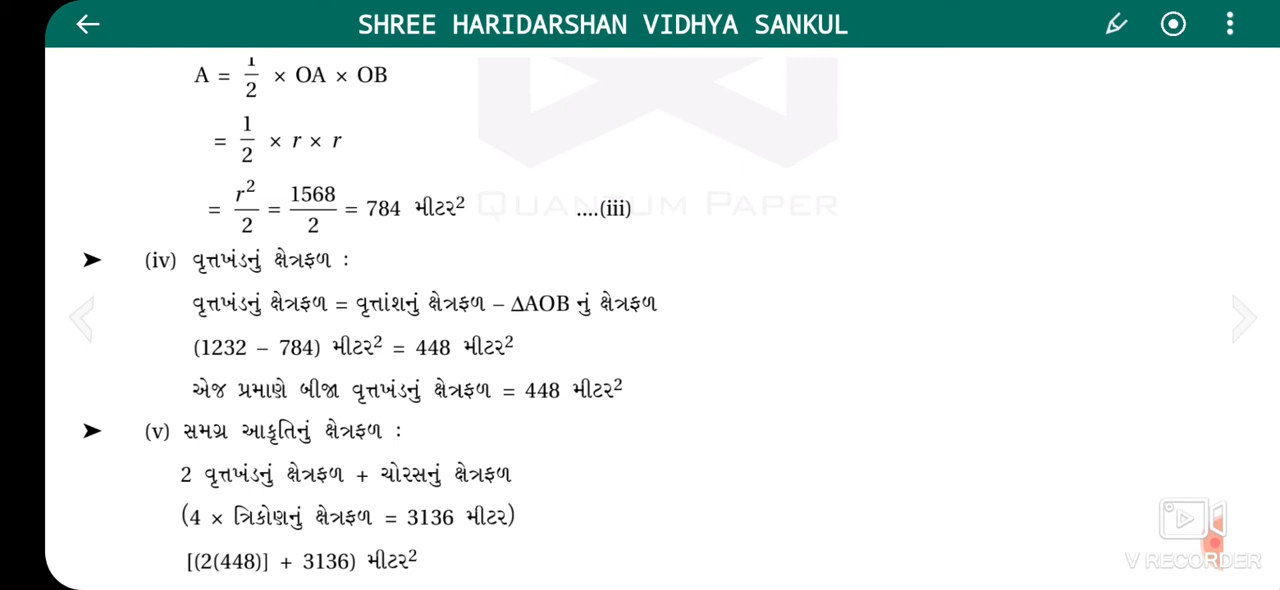 SHREE HARIDARSHAN VIDHYA SANKUL
A = 1/2 × OA × OB
= 1/2 × r × r
= r²/2 = 1568/2 = 784 મીટર² ....(iii)
QUANTUM PAPER
➤ (iv) વૃત્તખંડનું ક્ષેત્રફળ :
વૃત્તખંડનું ક્ષેત્રફળ = વૃત્તાંશનું ક્ષેત્રફળ – ΔAOB નું ક્ષેત્રફળ
(1232 – 784) મીટર² = 448 મીટર²
એજ પ્રમાણે બીજા વૃત્તખંડનું ક્ષેત્રફળ = 448 મીટર²
➤ (v) સમગ્ર આકૃતિનું ક્ષેત્રફળ :
2 વૃત્તખંડનું ક્ષેત્રફળ + ચોરસનું ક્ષેત્રફળ
(4 × ત્રિકોણનું ક્ષેત્રફળ = 3136 મીટર)
[(2(448)] + 3136) મીટર²
V RECORDER